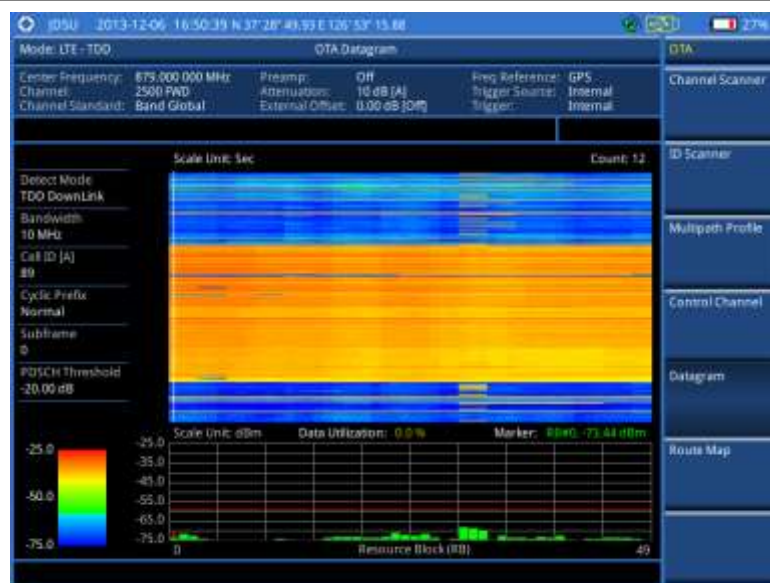 JDSU 2013-12-06 16:50:39 N 37°28' 49.93 E 126° 53' 15.88 27%
Mode: LTE - TDD OTA Datagram OTA
Center Frequency: 879.000 000 MHz Preamp: Off Freq Reference: GPS
Channel: 2500 FWD Attenuation: 10 dB [A] Trigger Source: Internal
Channel Standard: Band Global External Offset: 0.00 dB [Off] Trigger: Internal
Channel Scanner
Scale Unit: Sec Count: 12
ID Scanner
Detect Mode
TDD DownLink
Bandwidth
10 MHz
Cell ID [A]
89
Cyclic Prefix
Normal
Subframe
0
PDSCH Threshold
-20.00 dB
Multipath Profile
Control Channel
Datagram
Route Map
Scale Unit: dBm Data Utilization: 0.0 % Marker: RB#0, -73.44 dBm
-25.0
-50.0
-75.0
-25.0
-35.0
-45.0
-55.0
-65.0
-75.0
0 Resource Block (RB) 49